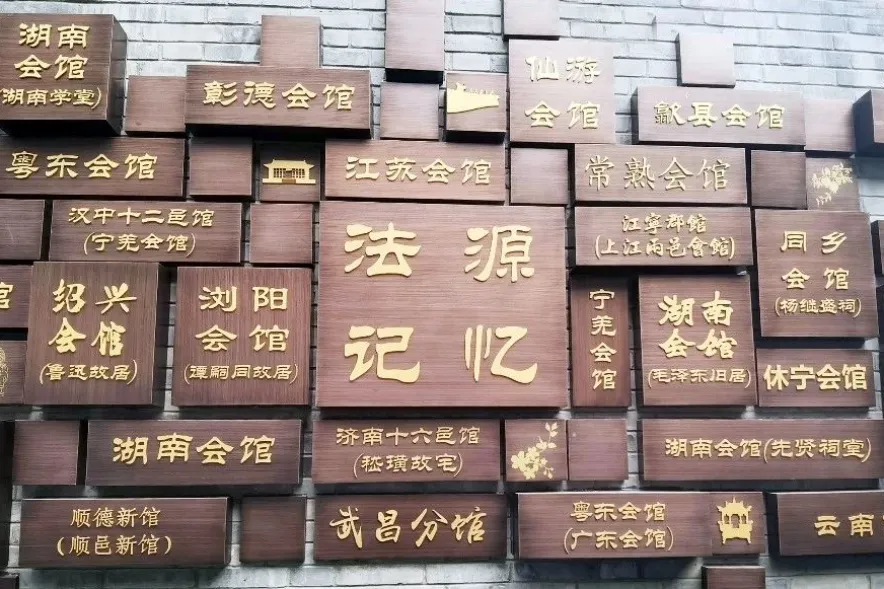 湖南
会馆
(湖南学堂)
彰德会馆
仙游
会馆
歙县会馆
粤东会馆
江苏会馆
常熟会馆
汉中十二邑馆
(宁羌会馆)
法源
记忆
江寧郡館
(上江兩邑會館)
同乡
会馆
(杨继盛祠)
馆
绍兴
会馆
(鲁迅故居)
浏阳
会馆
(谭嗣同故居)
宁羌会馆
湖南
会馆
(毛泽东旧居)
休宁会馆
湖南会馆
济南十六邑馆
(嵇璜故宅)
湖南会馆(先贤祠堂)
顺德新馆
(顺邑新馆)
武昌分馆
粤东会馆
(广东会馆)
云南